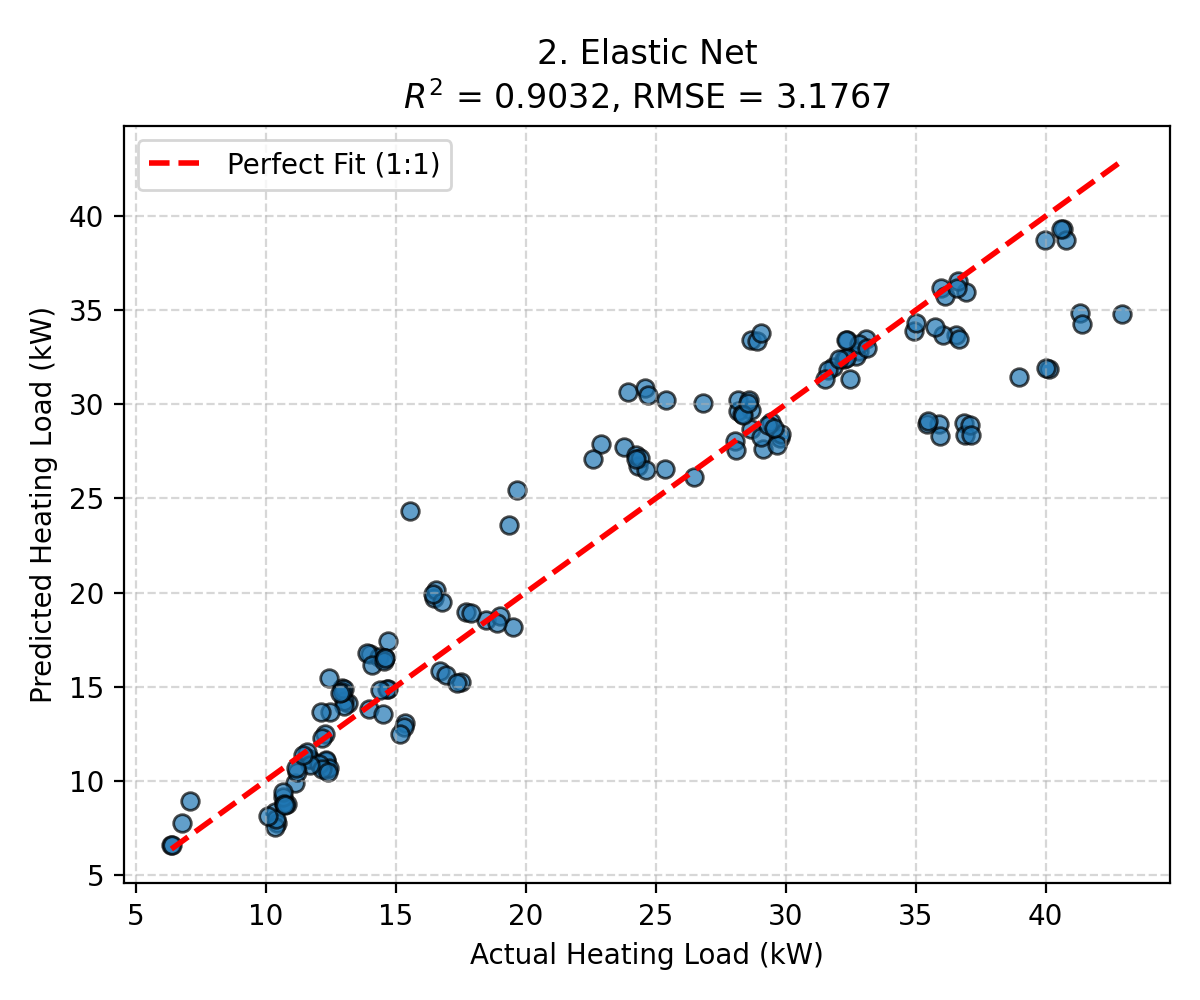 2. Elastic Net
R² = 0.9032, RMSE = 3.1767
Perfect Fit (1:1)
Predicted Heating Load (kW)
40
35
30
25
20
15
10
5
5 10 15 20 25 30 35 40
Actual Heating Load (kW)